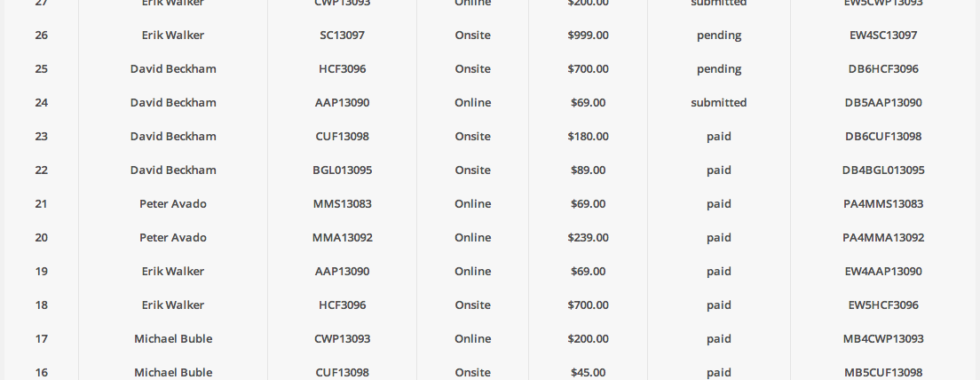 27 Erik Walker CWP13093 Online $200.00 submitted EW5CWP13093
26 Erik Walker SC13097 Onsite $999.00 pending EW4SC13097
25 David Beckham HCF3096 Onsite $700.00 pending DB6HCF3096
24 David Beckham AAP13090 Online $69.00 submitted DB5AAP13090
23 David Beckham CUF13098 Onsite $180.00 paid DB6CUF13098
22 David Beckham BGL013095 Onsite $89.00 paid DB4BGL013095
21 Peter Avado MMS13083 Online $69.00 paid PA4MMS13083
20 Peter Avado MMA13092 Online $239.00 paid PA4MMA13092
19 Erik Walker AAP13090 Online $69.00 paid EW4AAP13090
18 Erik Walker HCF3096 Onsite $700.00 paid EW5HCF3096
17 Michael Buble CWP13093 Online $200.00 paid MB4CWP13093
16 Michael Buble CUF13098 Onsite $45.00 paid MB5CUF13098